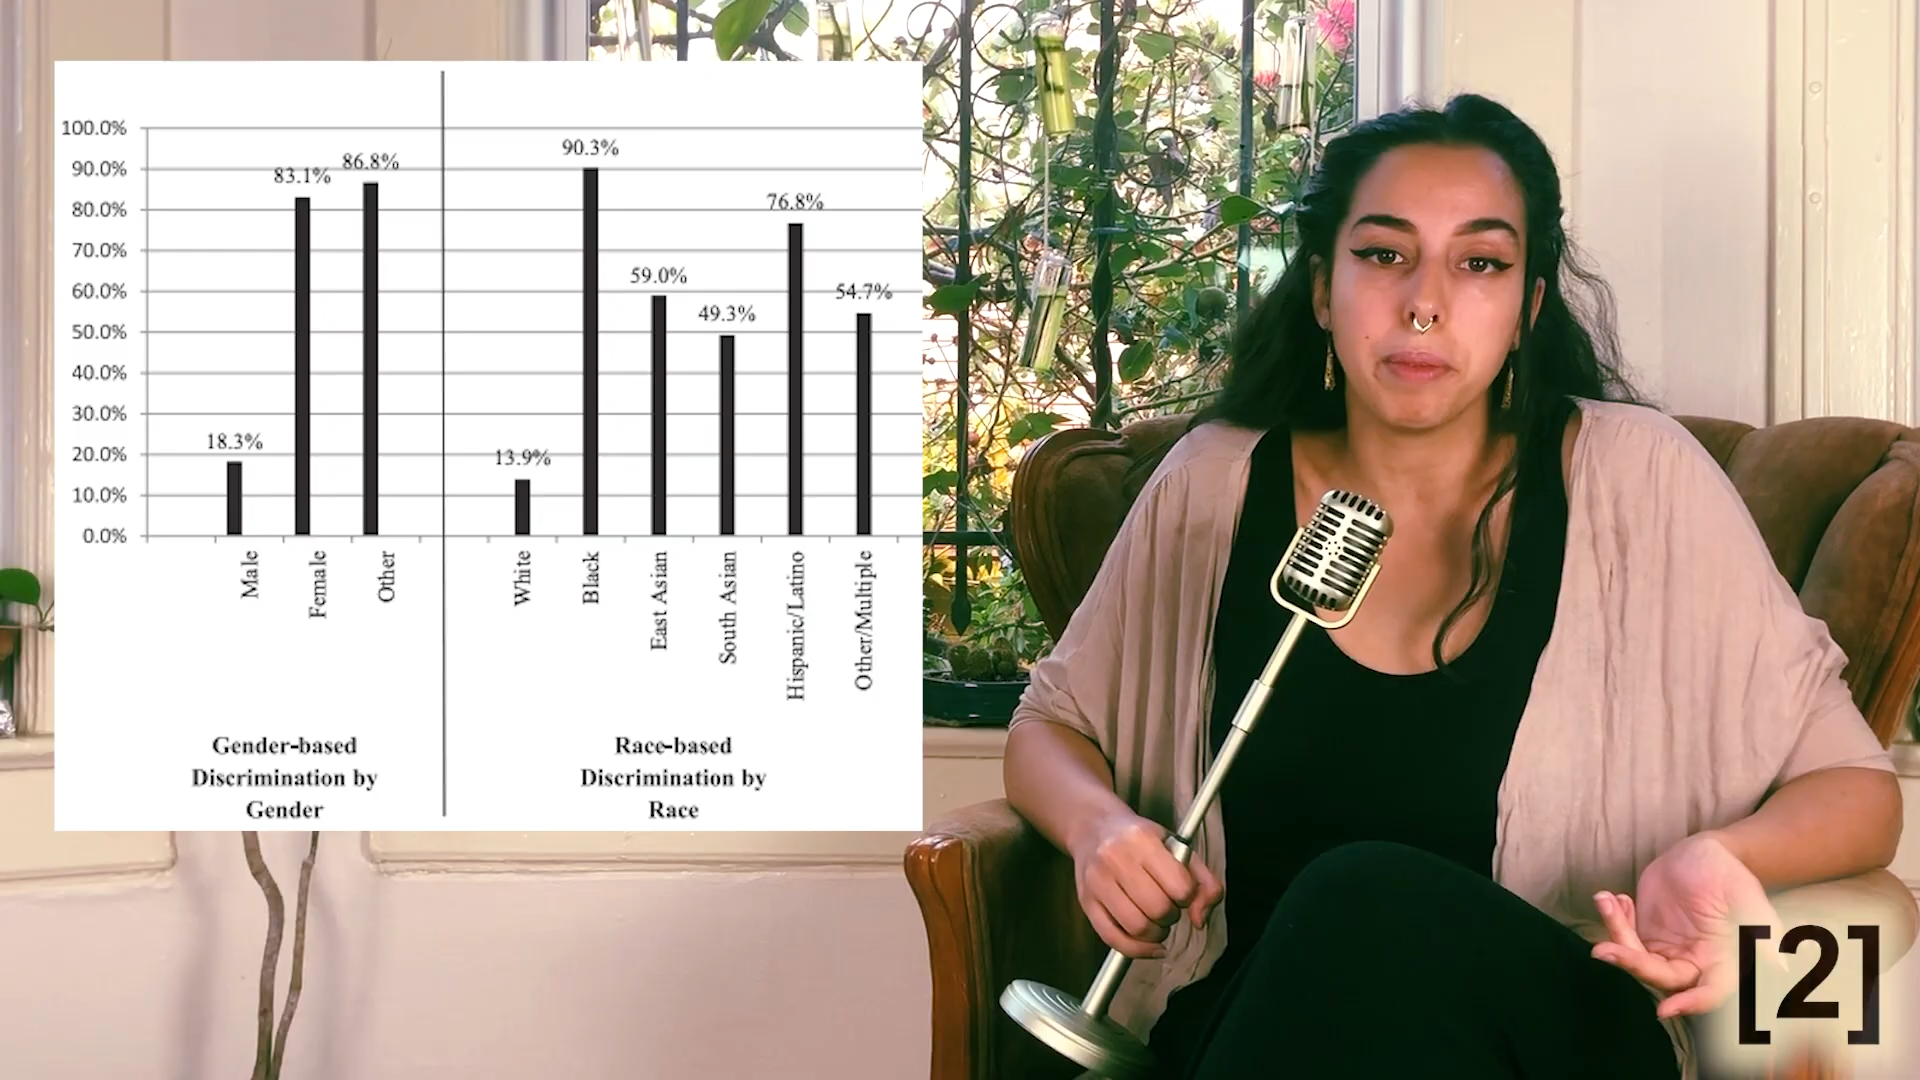 100.0%
90.0%
80.0%
70.0%
60.0%
50.0%
40.0%
30.0%
20.0%
10.0%
0.0%
18.3%
83.1%
86.8%
13.9%
90.3%
59.0%
49.3%
76.8%
54.7%
Male
Female
Other
White
Black
East Asian
South Asian
Hispanic/Latino
Other/Multiple
Gender-based
Discrimination by
Gender
Race-based
Discrimination by
Race
[2]